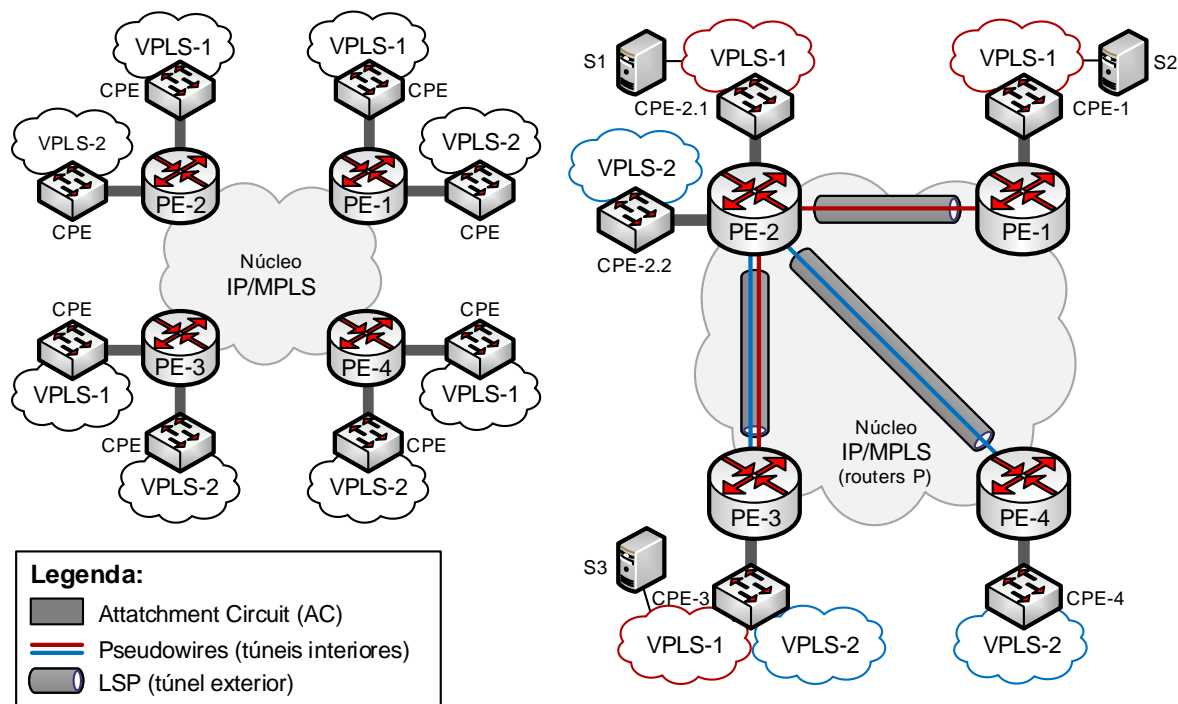 VPLS-1
VPLS-1
CPE
CPE
VPLS-2
VPLS-2
PE-2
PE-1
CPE
CPE
Núcleo
IP/MPLS
CPE
CPE
PE-3
PE-4
VPLS-1
VPLS-1
CPE
CPE
VPLS-2
VPLS-2
Legenda:
Attatchment Circuit (AC)
Pseudowires (túneis interiores)
LSP (túnel exterior)
S1
VPLS-1
VPLS-1
S2
CPE-2.1
CPE-1
VPLS-2
PE-2
PE-1
CPE-2.2
Núcleo
IP/MPLS
(routers P)
PE-3
PE-4
S3
CPE-3
CPE-4
VPLS-1
VPLS-2
VPLS-2